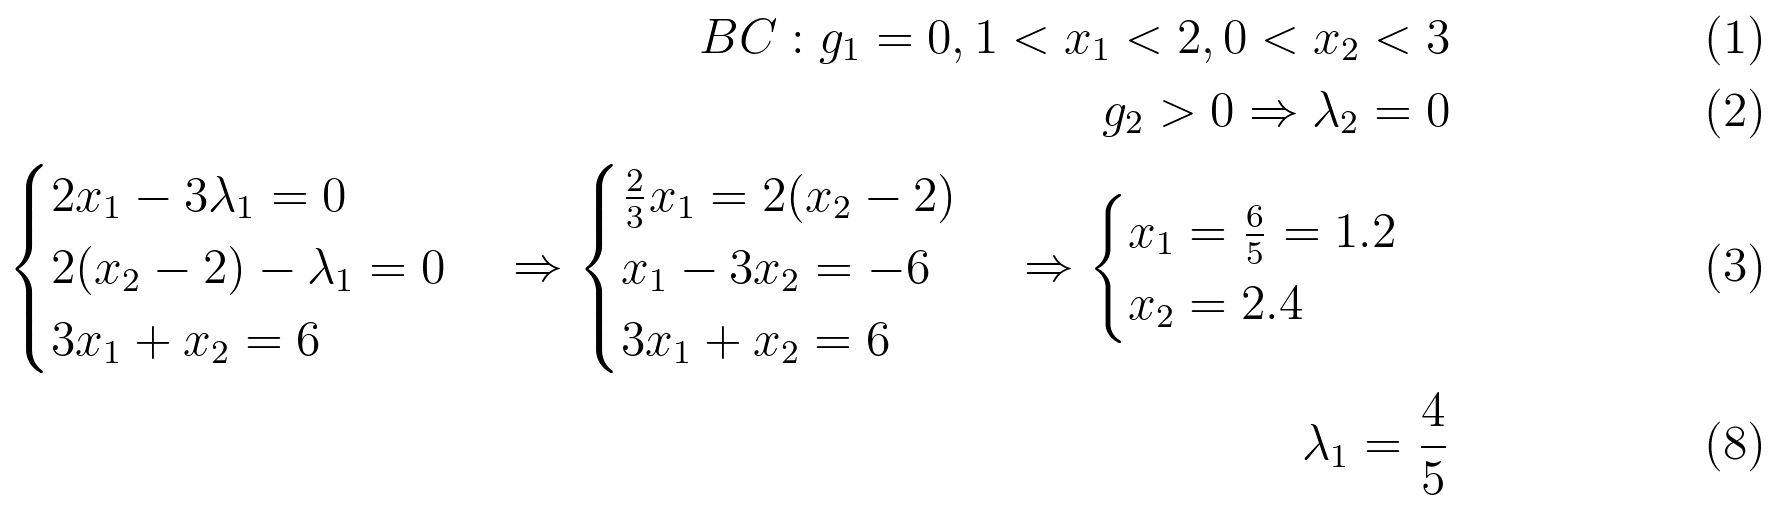 BC : g₁ = 0, 1 < x₁ < 2, 0 < x₂ < 3 (1)
g₂ > 0 ⇒ λ₂ = 0 (2)
{ 2x₁ − 3λ₁ = 0; 2(x₂ − 2) − λ₁ = 0; 3x₁ + x₂ = 6 ⇒ { 2/3 x₁ = 2(x₂ − 2); x₁ − 3x₂ = −6; 3x₁ + x₂ = 6 ⇒ { x₁ = 6/5 = 1.2; x₂ = 2.4 (3)
λ₁ = 4/5 (8)